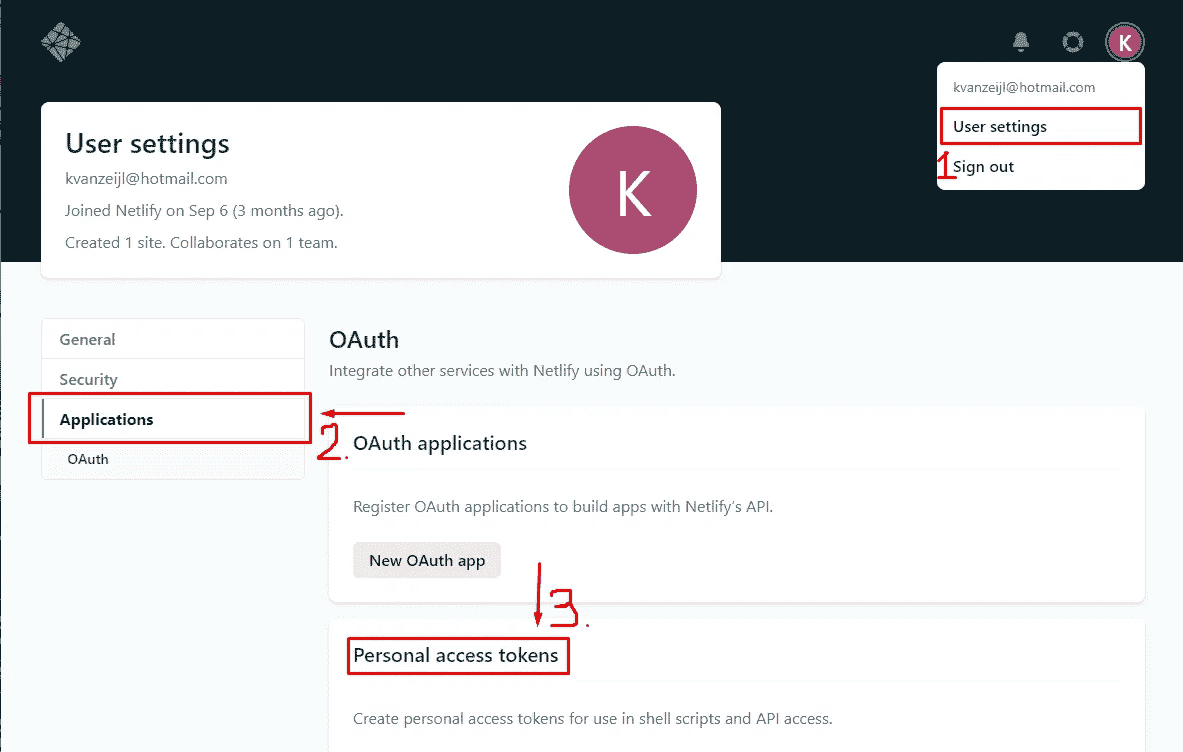 K
kvanzeijl@hotmail.com
User settings
1
Sign out
User settings
kvanzeijl@hotmail.com
Joined Netlify on Sep 6 (3 months ago).
Created 1 site. Collaborates on 1 team.
K
General
Security
Applications
OAuth
OAuth
Integrate other services with Netlify using OAuth.
2.
OAuth applications
Register OAuth applications to build apps with Netlify’s API.
New OAuth app
3.
Personal access tokens
Create personal access tokens for use in shell scripts and API access.